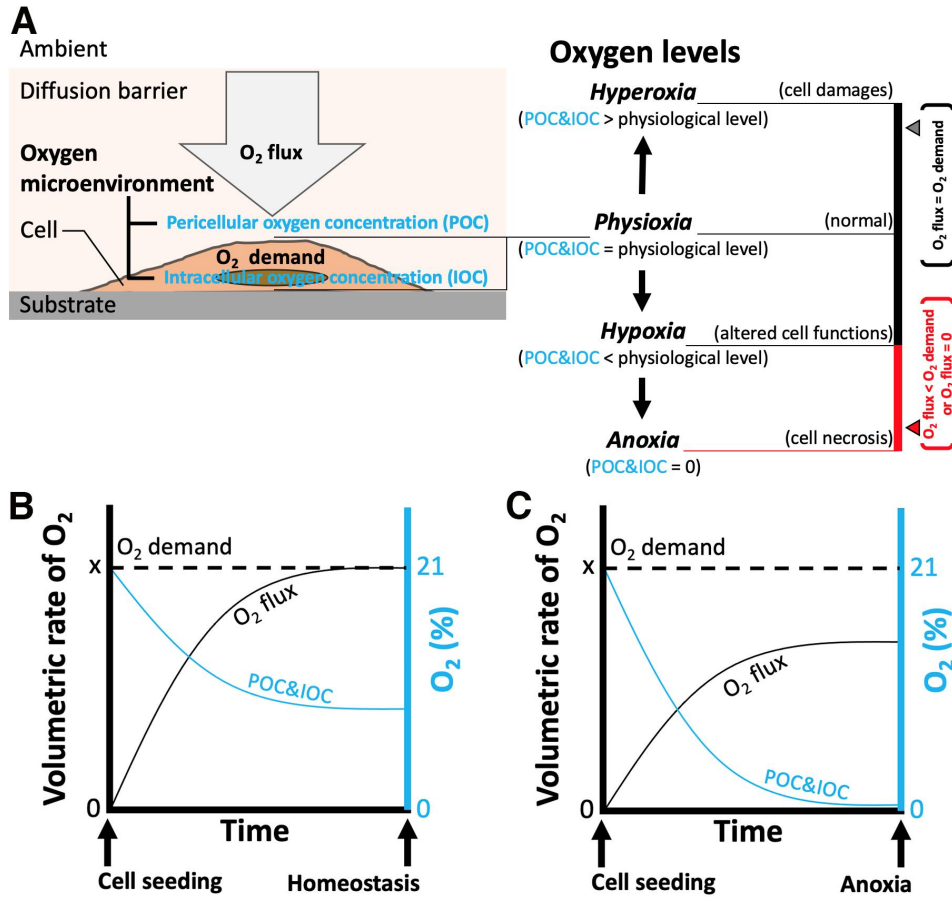 A
Ambient
Diffusion barrier
O₂ flux
Oxygen
microenvironment
Pericellular oxygen concentration (POC)
Cell
O₂ demand
Intracellular oxygen concentration (IOC)
Substrate
Oxygen levels
Hyperoxia (cell damages)
(POC&IOC > physiological level)
Physioxia (normal)
(POC&IOC = physiological level)
Hypoxia (altered cell functions)
(POC&IOC < physiological level)
Anoxia (cell necrosis)
(POC&IOC = 0)
O₂ flux = O₂ demand
O₂ flux < O₂ demand
or O₂ flux = 0
B
Volumetric rate of O₂
X
0
O₂ demand
O₂ flux
POC&IOC
21
0
O₂ (%)
Time
Cell seeding
Homeostasis
C
Volumetric rate of O₂
X
0
O₂ demand
O₂ flux
POC&IOC
21
0
O₂ (%)
Time
Cell seeding
Anoxia